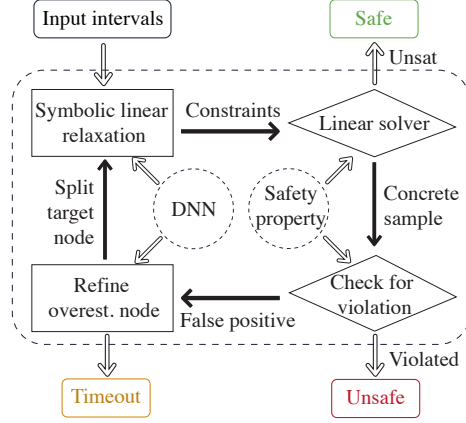 Input intervals
Safe
Unsat
Symbolic linear
relaxation
Constraints
Linear solver
Split
target
node
DNN
Safety
property
Concrete
sample
Refine
overest. node
False positive
Check for
violation
Violated
Timeout
Unsafe